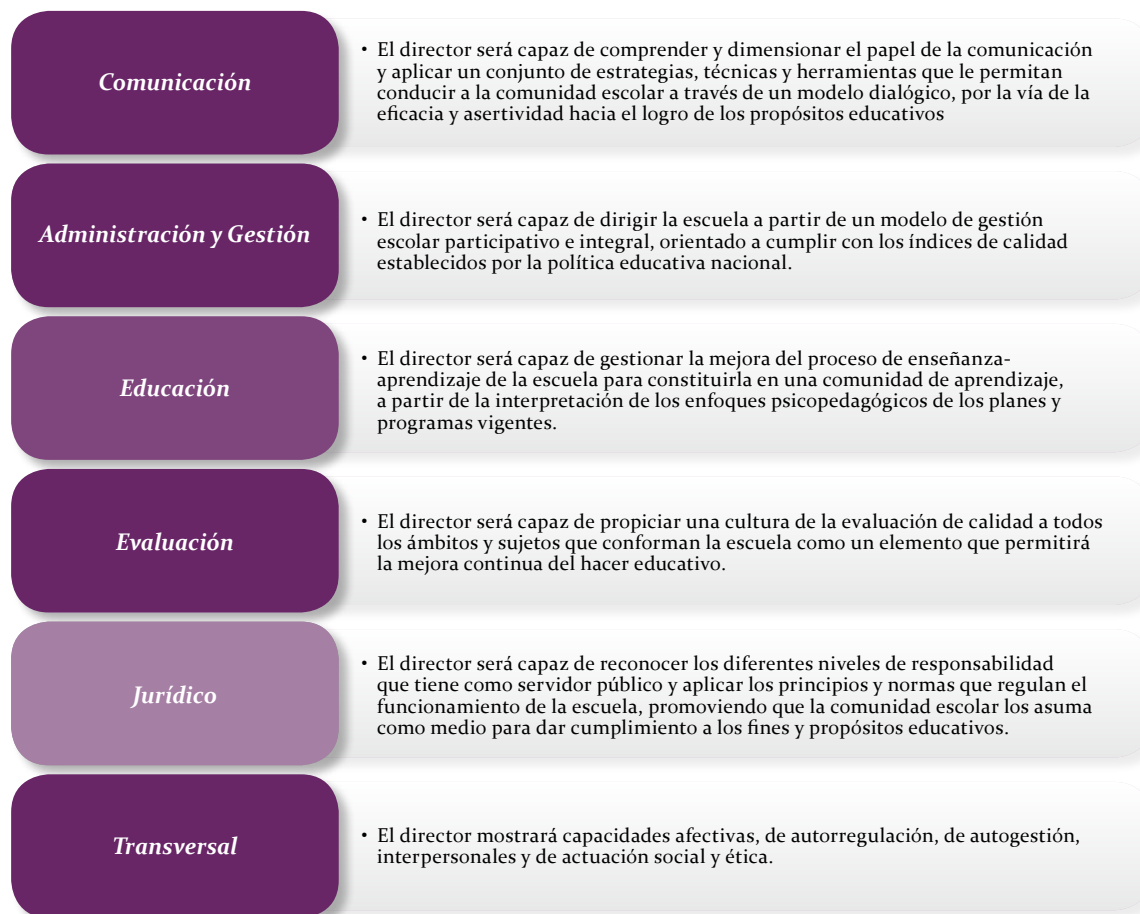 Comunicación
• El director será capaz de comprender y dimensionar el papel de la comunicación
y aplicar un conjunto de estrategias, técnicas y herramientas que le permitan
conducir a la comunidad escolar a través de un modelo dialógico, por la vía de la
eficacia y asertividad hacia el logro de los propósitos educativos
Administración y Gestión
• El director será capaz de dirigir la escuela a partir de un modelo de gestión
escolar participativo e integral, orientado a cumplir con los índices de calidad
establecidos por la política educativa nacional.
Educación
• El director será capaz de gestionar la mejora del proceso de enseñanza-
aprendizaje de la escuela para constituirla en una comunidad de aprendizaje,
a partir de la interpretación de los enfoques psicopedagógicos de los planes y
programas vigentes.
Evaluación
• El director será capaz de propiciar una cultura de la evaluación de calidad a todos
los ámbitos y sujetos que conforman la escuela como un elemento que permitirá
la mejora continua del hacer educativo.
Jurídico
• El director será capaz de reconocer los diferentes niveles de responsabilidad
que tiene como servidor público y aplicar los principios y normas que regulan el
funcionamiento de la escuela, promoviendo que la comunidad escolar los asuma
como medio para dar cumplimiento a los fines y propósitos educativos.
Transversal
• El director mostrará capacidades afectivas, de autorregulación, de autogestión,
interpersonales y de actuación social y ética.